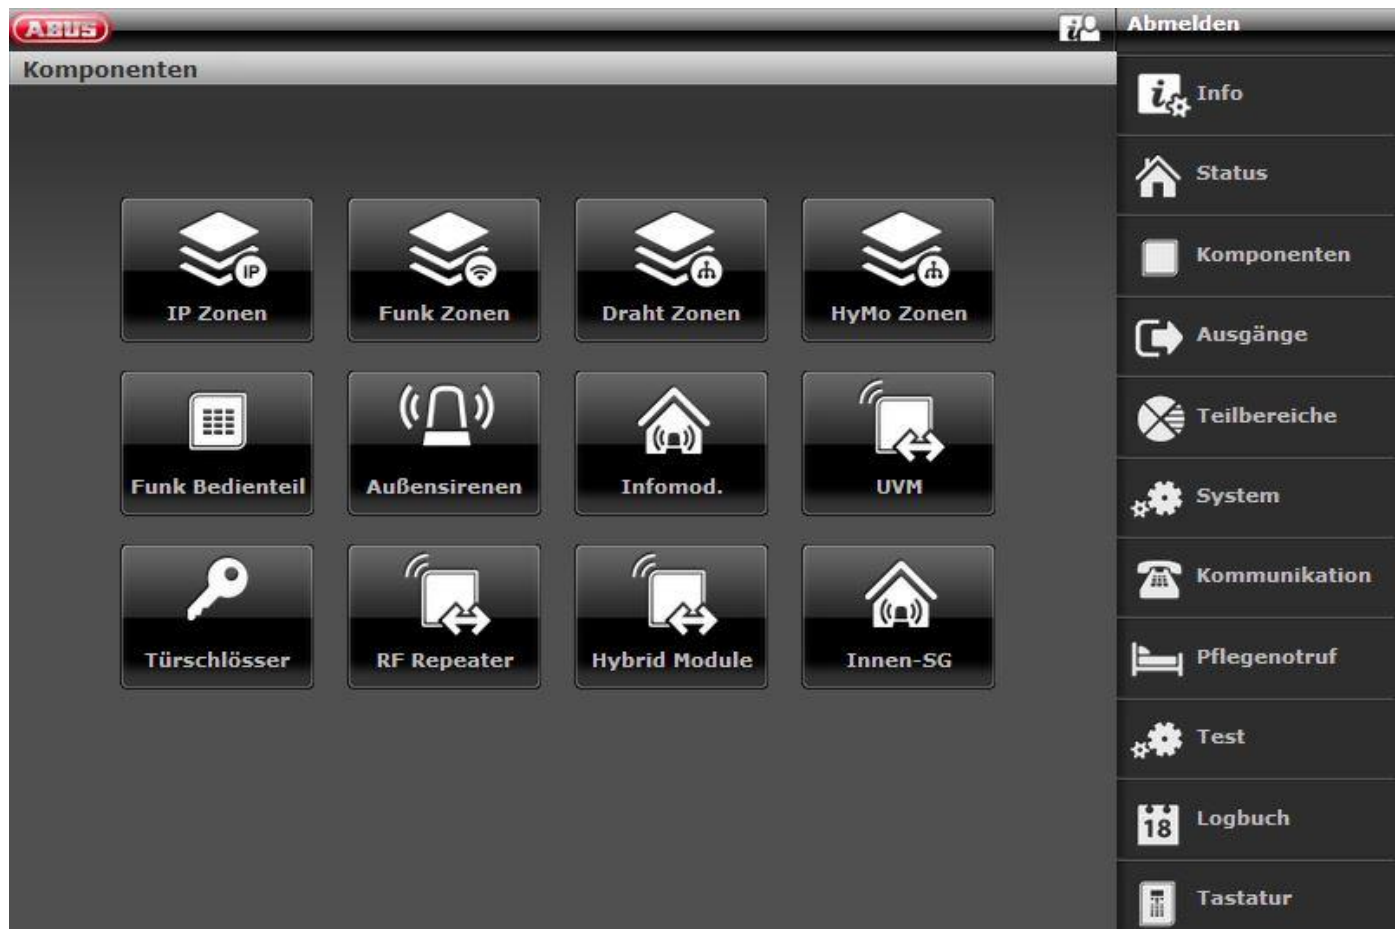 ABUS
Abmelden
Komponenten
Info
Status
Komponenten
Ausgänge
Teilbereiche
System
Kommunikation
Pflegenotruf
Test
18
Logbuch
Tastatur
IP
IP Zonen
Funk Zonen
Draht Zonen
HyMo Zonen
Funk Bedienteil
Außensirenen
Infomod.
UVM
Türschlösser
RF Repeater
Hybrid Module
Innen-SG